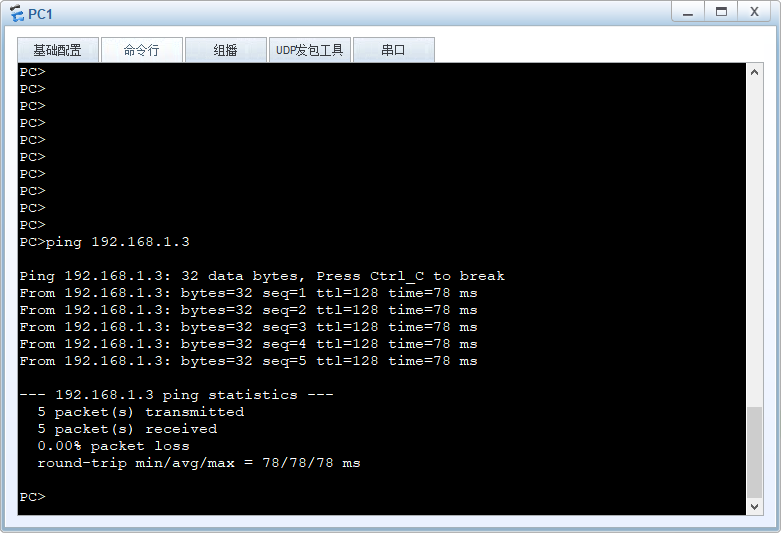 PC1
基础配置 命令行 组播 UDP发包工具 串口
PC>
PC>
PC>
PC>
PC>
PC>
PC>
PC>
PC>
PC>
PC>ping 192.168.1.3
Ping 192.168.1.3: 32 data bytes, Press Ctrl_C to break
From 192.168.1.3: bytes=32 seq=1 ttl=128 time=78 ms
From 192.168.1.3: bytes=32 seq=2 ttl=128 time=78 ms
From 192.168.1.3: bytes=32 seq=3 ttl=128 time=78 ms
From 192.168.1.3: bytes=32 seq=4 ttl=128 time=78 ms
From 192.168.1.3: bytes=32 seq=5 ttl=128 time=78 ms
--- 192.168.1.3 ping statistics ---
5 packet(s) transmitted
5 packet(s) received
0.00% packet loss
round-trip min/avg/max = 78/78/78 ms
PC>